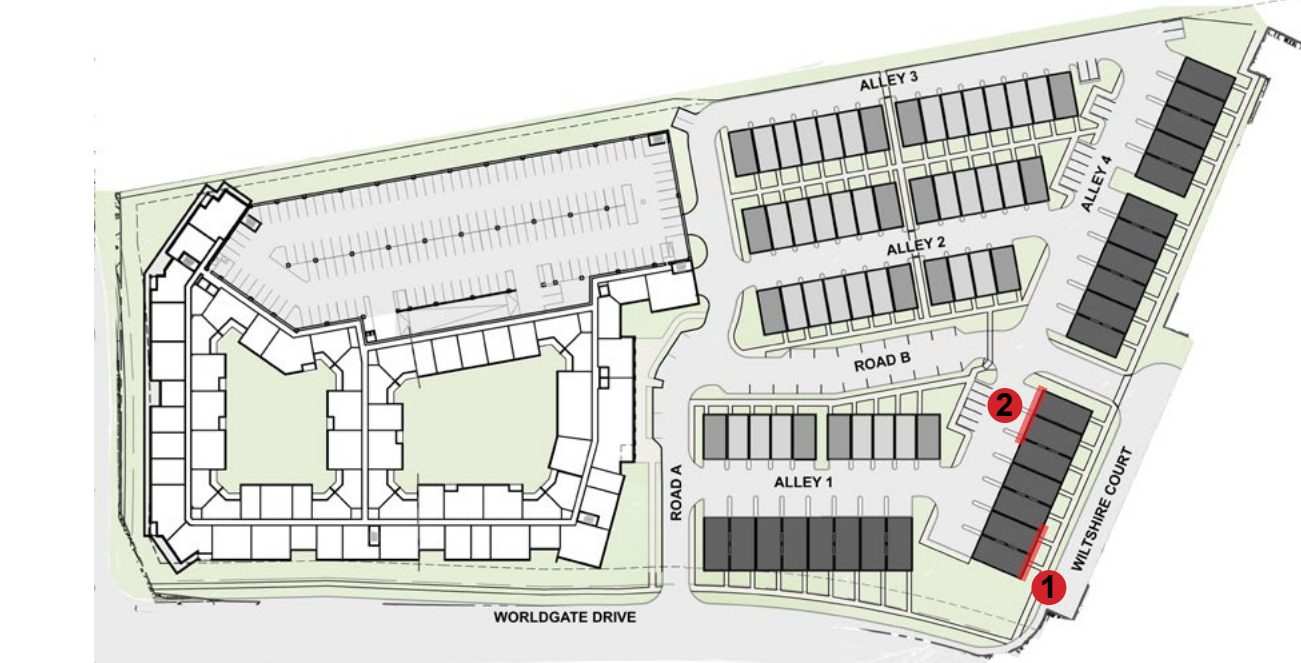 ALLEY 3
ALLEY 4
ALLEY 2
ROAD B
2
ALLEY 1
ROAD A
WILTSHIRE COURT
1
WORLDGATE DRIVE